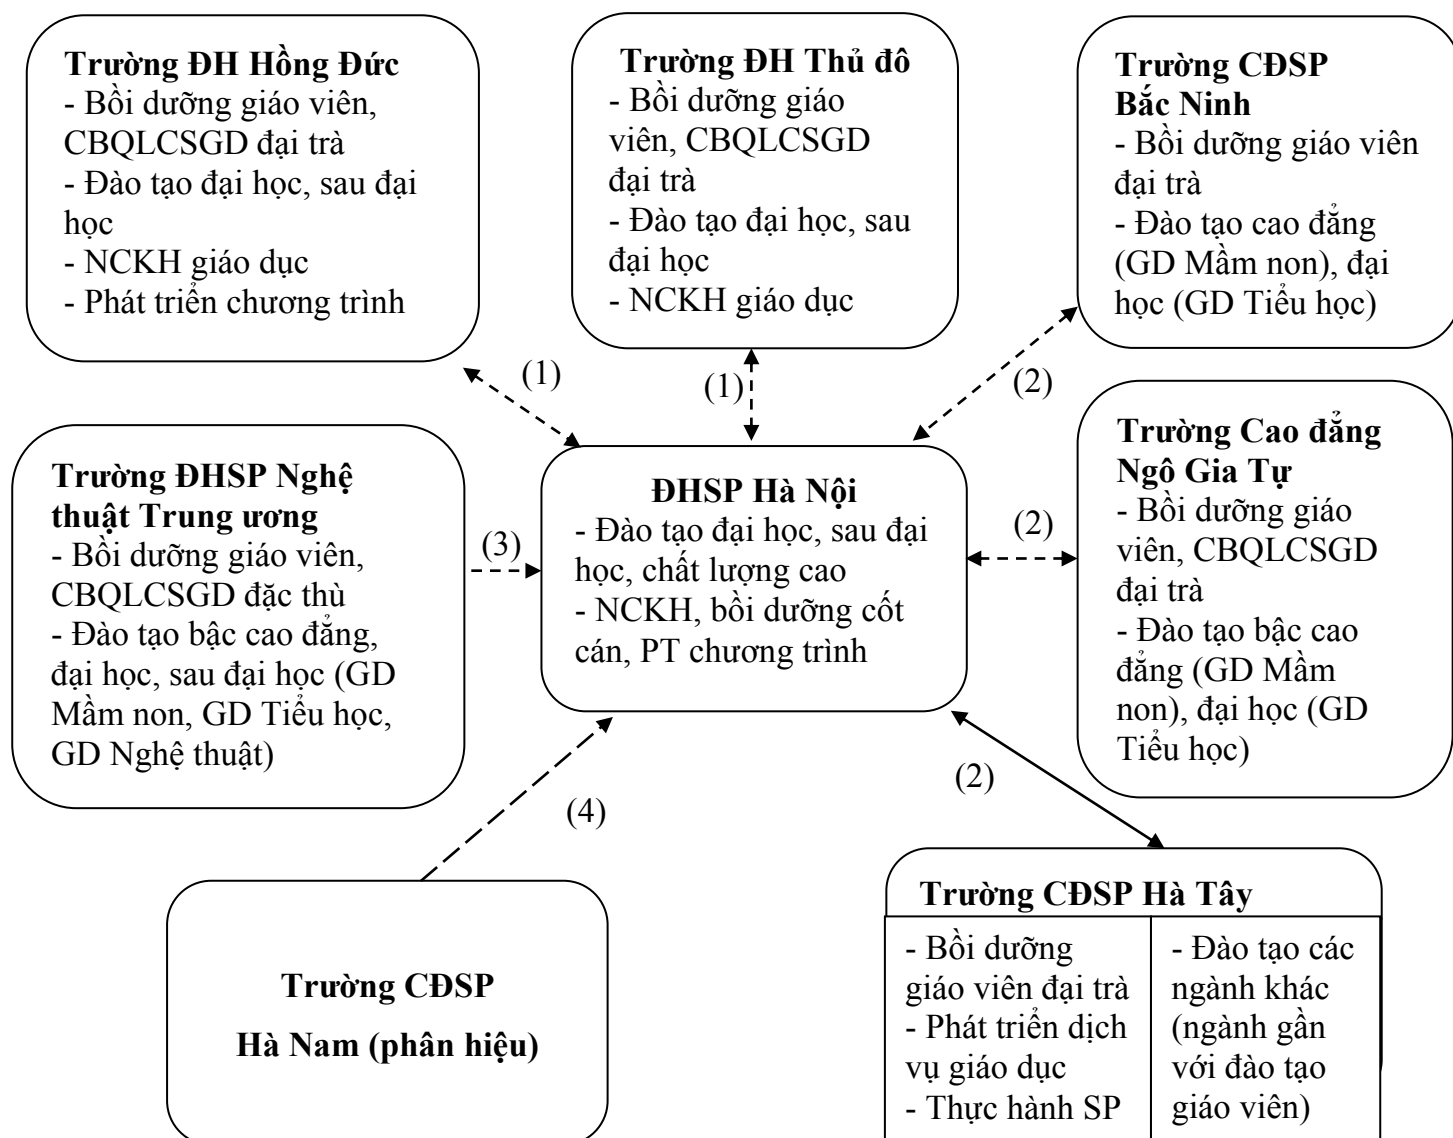 Trường ĐH Hồng Đức
- Bồi dưỡng giáo viên,
CBQLCSGD đại trà
- Đào tạo đại học, sau đại
học
- NCKH giáo dục
- Phát triển chương trình
Trường ĐH Thủ đô
- Bồi dưỡng giáo
viên, CBQLCSGD
đại trà
- Đào tạo đại học, sau
đại học
- NCKH giáo dục
Trường CĐSP
Bắc Ninh
- Bồi dưỡng giáo viên
đại trà
- Đào tạo cao đẳng
(GD Mầm non), đại
học (GD Tiểu học)
(1)
(1)
(2)
Trường ĐHSP Nghệ
thuật Trung ương
- Bồi dưỡng giáo viên,
CBQLCSGD đặc thù
- Đào tạo bậc cao đẳng,
đại học, sau đại học (GD
Mầm non, GD Tiểu học,
GD Nghệ thuật)
(3)
ĐHSP Hà Nội
- Đào tạo đại học, sau đại
học, chất lượng cao
- NCKH, bồi dưỡng cốt
cán, PT chương trình
(2)
Trường Cao đẳng
Ngô Gia Tự
- Bồi dưỡng giáo
viên, CBQLCSGD
đại trà
- Đào tạo bậc cao
đẳng (GD Mầm
non), đại học (GD
Tiểu học)
(4)
(2)
Trường CĐSP
Hà Nam (phân hiệu)
Trường CĐSP Hà Tây
- Bồi dưỡng
giáo viên đại trà
- Phát triển dịch
vụ giáo dục
- Thực hành SP
- Đào tạo các
ngành khác
(ngành gần
với đào tạo
giáo viên)